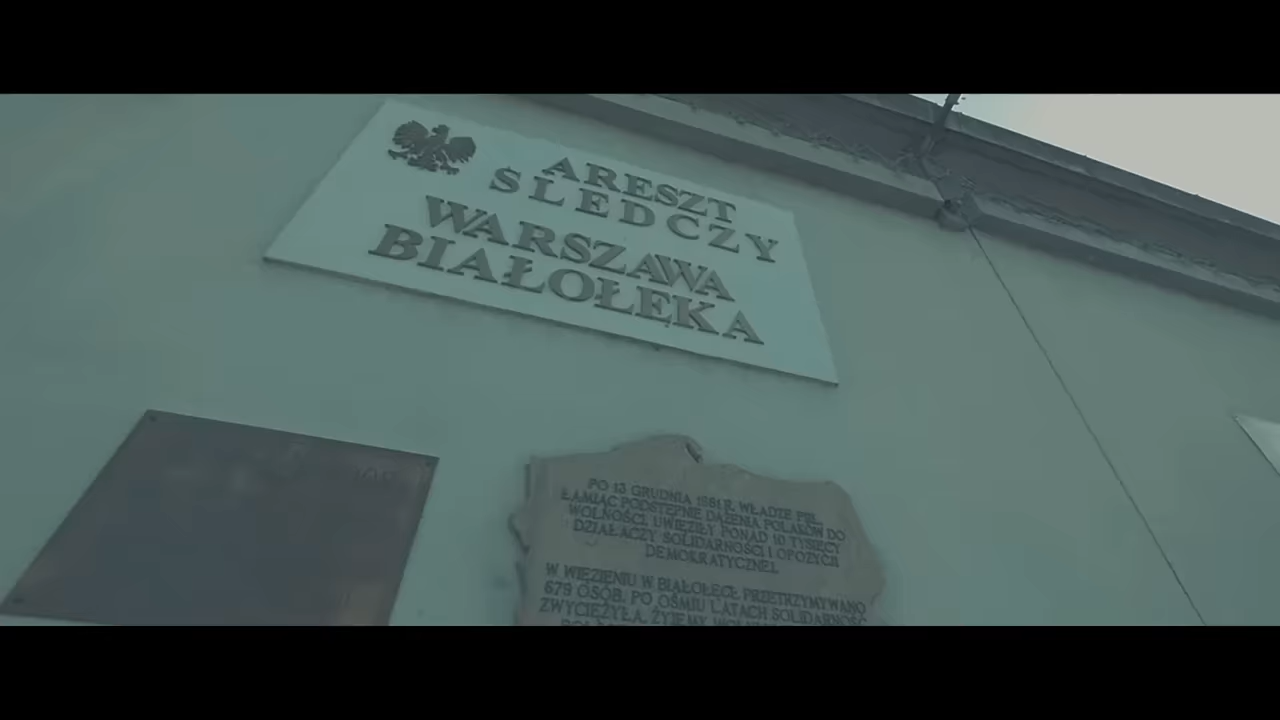 ARESZT
ŚLEDCZY
WARSZAWA
BIAŁOŁĘKA
PO 13 GRUDNIA 1981 R. WŁADZE PRL,
ŁAMIĄC PODSTĘPNIE DĄŻENIA POLAKÓW DO
WOLNOŚCI, UWIĘZIŁY PONAD 10 TYSIĘCY
DZIAŁACZY SOLIDARNOŚCI I OPOZYCJI
DEMOKRATYCZNEJ.
W WIĘZIENIU W BIAŁOŁĘCE PRZETRZYMYWANO
679 OSÓB. PO OŚMIU LATACH SOLIDARNOŚĆ
ZWYCIĘŻYŁA. ŻYJEMY